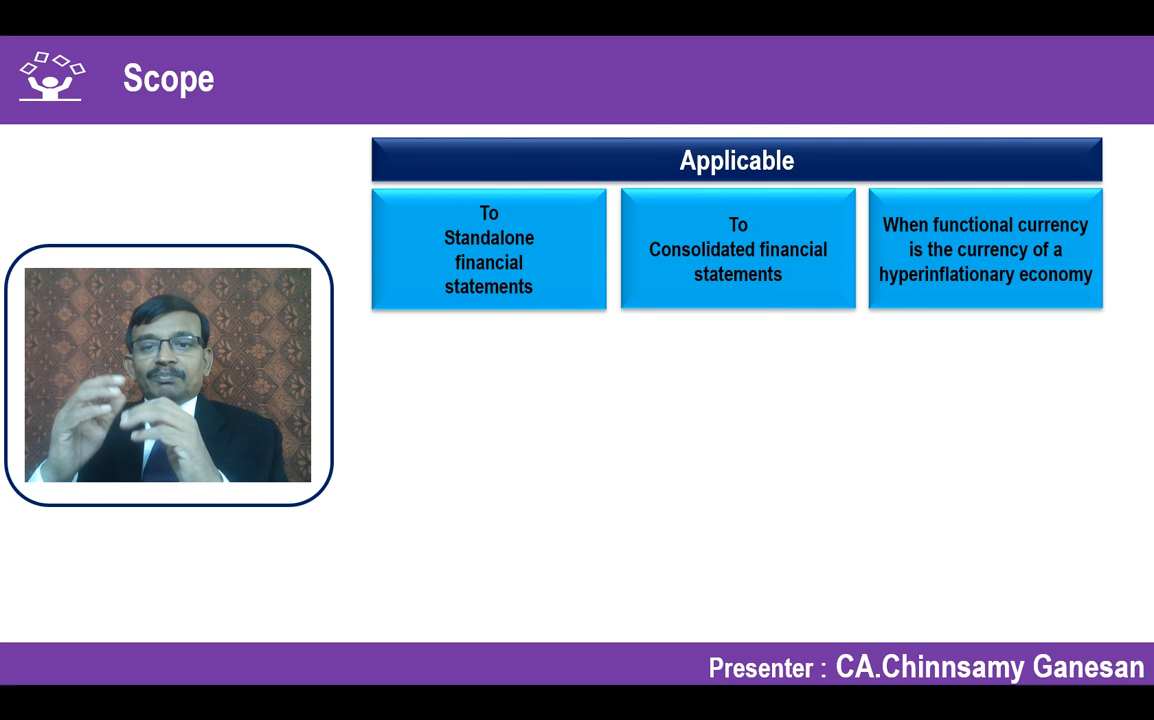 Scope
Applicable
To
Standalone
financial
statements
To
Consolidated financial
statements
When functional currency
is the currency of a
hyperinflationary economy
Presenter : CA.Chinnsamy Ganesan